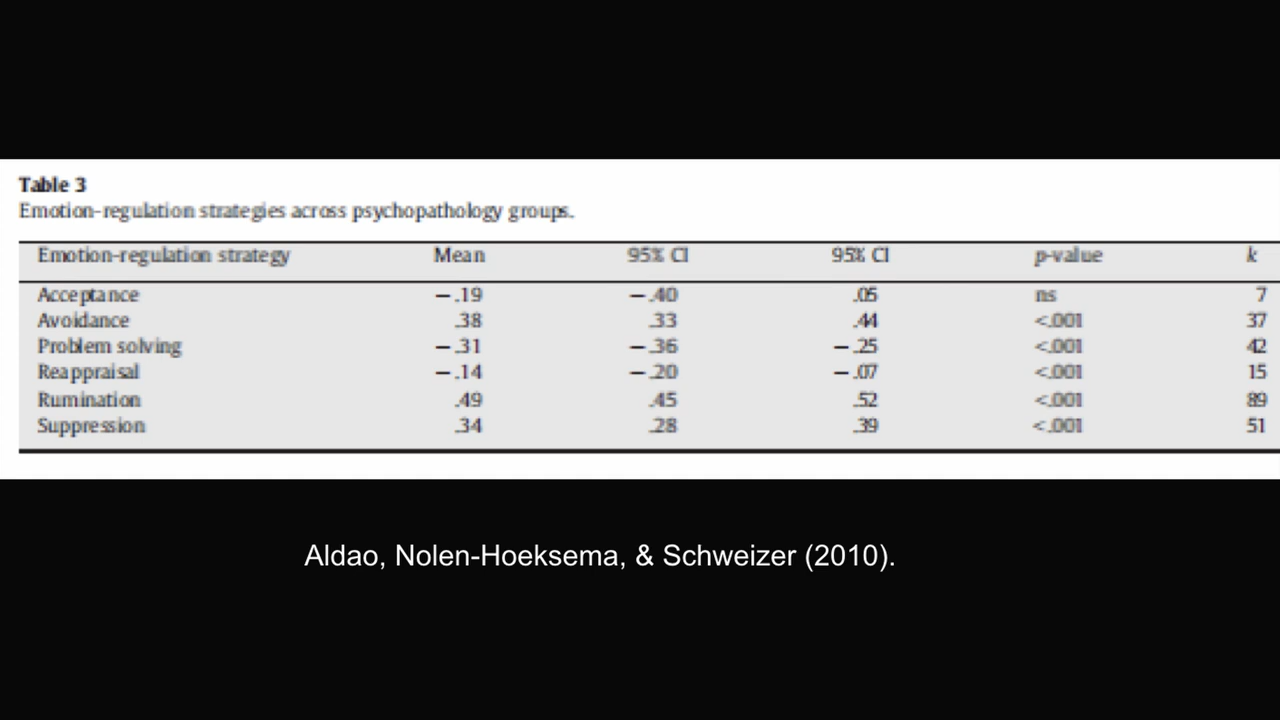 Table 3
Emotion-regulation strategies across psychopathology groups.
Emotion-regulation strategy Mean 95% CI 95% CI p-value k
Acceptance −.19 −.40 .05 ns 7
Avoidance .38 .33 .44 <.001 37
Problem solving −.31 −.36 −.25 <.001 42
Reappraisal −.14 −.20 −.07 <.001 15
Rumination .49 .45 .52 <.001 89
Suppression .34 .28 .39 <.001 51
Aldao, Nolen-Hoeksema, & Schweizer (2010).